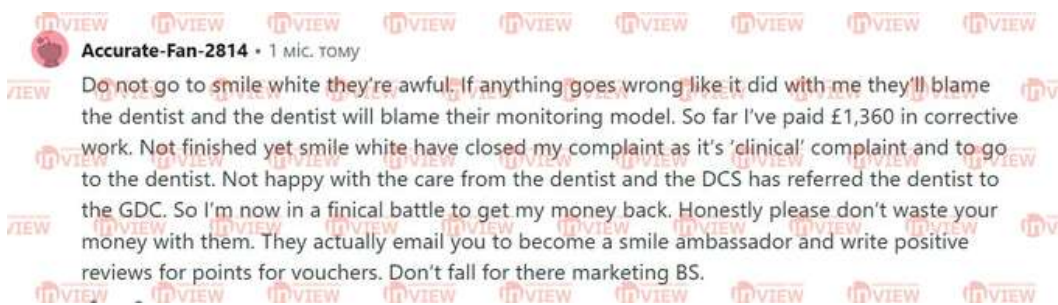 Accurate-Fan-2814 • 1 міс. тому
Do not go to smile white they're awful. If anything goes wrong like it did with me they'll blame
the dentist and the dentist will blame their monitoring model. So far I've paid £1,360 in corrective
work. Not finished yet smile white have closed my complaint as it's 'clinical' complaint and to go
to the dentist. Not happy with the care from the dentist and the DCS has referred the dentist to
the GDC. So I'm now in a finical battle to get my money back. Honestly please don't waste your
money with them. They actually email you to become a smile ambassador and write positive
reviews for points for vouchers. Don't fall for there marketing BS.